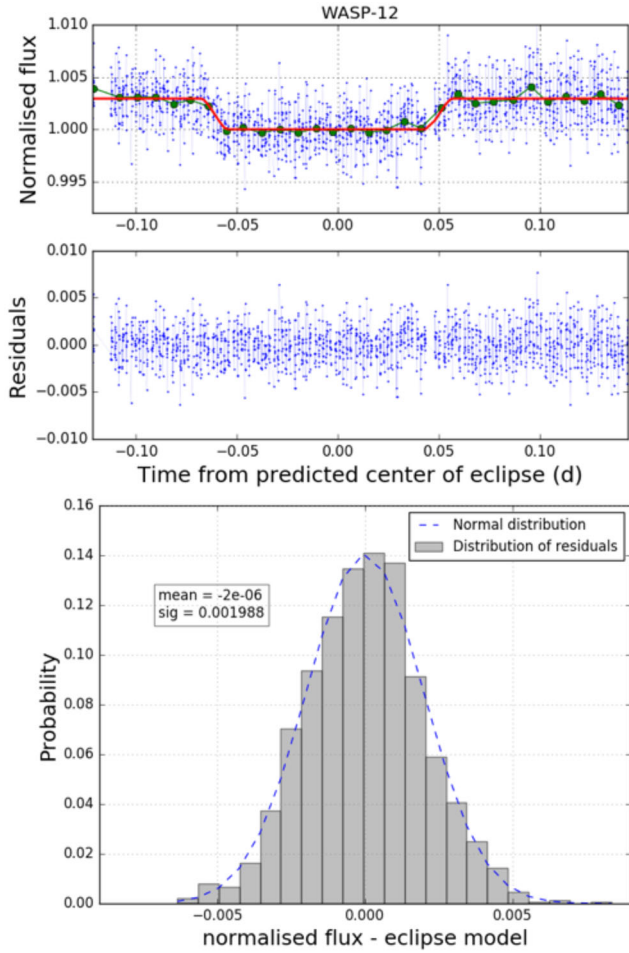 WASP-12
1.010
1.005
1.000
0.995
Normalised flux
−0.10 −0.05 0.00 0.05 0.10
0.010
0.005
0.000
−0.005
−0.010
Residuals
−0.10 −0.05 0.00 0.05 0.10
Time from predicted center of eclipse (d)
0.16
0.14
0.12
0.10
0.08
0.06
0.04
0.02
0.00
Probability
Normal distribution
Distribution of residuals
mean = -2e-06
sig = 0.001988
−0.005 0.000 0.005
normalised flux - eclipse model